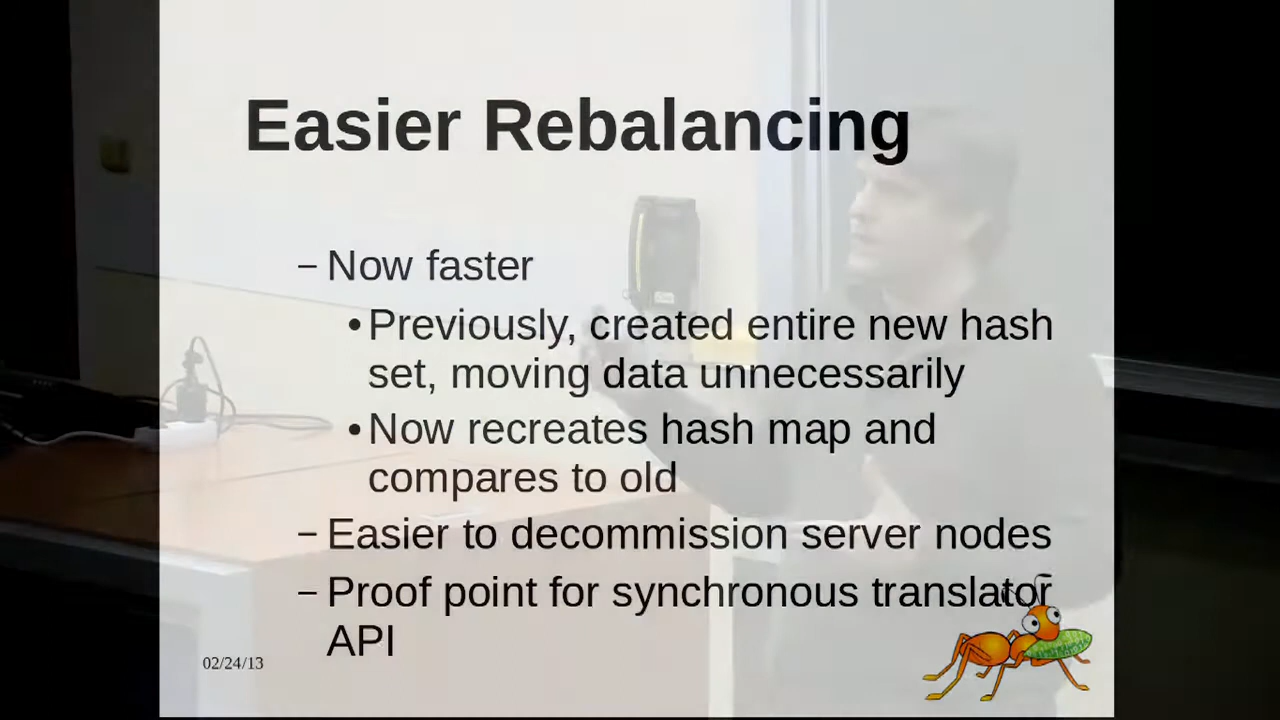 Easier Rebalancing
– Now faster
•Previously, created entire new hash
set, moving data unnecessarily
•Now recreates hash map and
compares to old
– Easier to decommission server nodes
– Proof point for synchronous translator
API
02/24/13